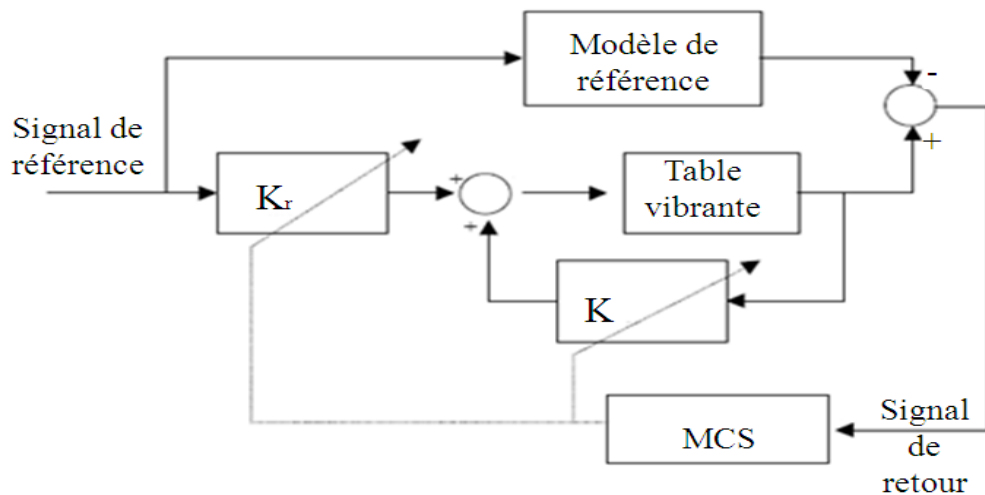 Modèle de
référence
-
+
Signal de
référence
Kr
+
+
Table
vibrante
K
MCS
Signal
de
retour